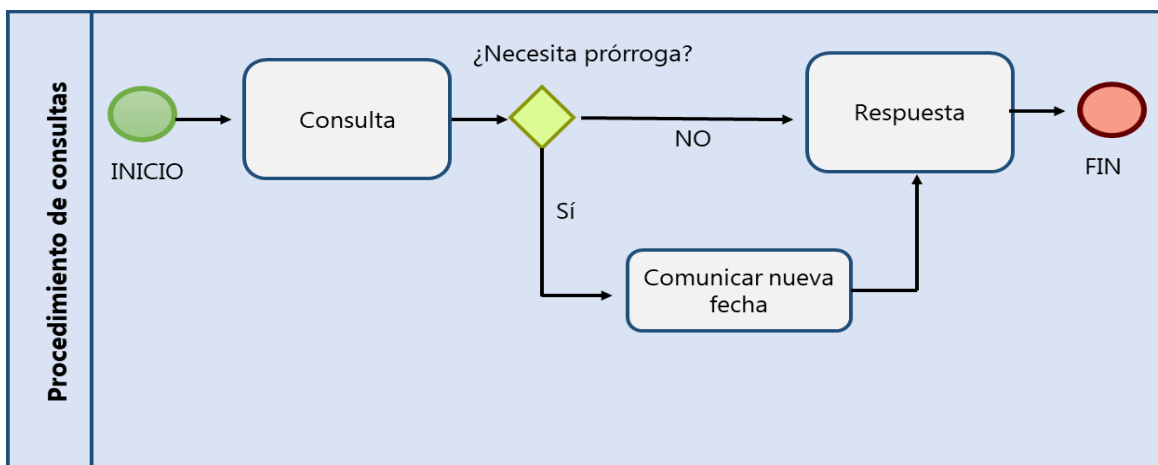 Procedimiento de consultas
INICIO
Consulta
¿Necesita prórroga?
NO
Sí
Comunicar nueva
fecha
Respuesta
FIN